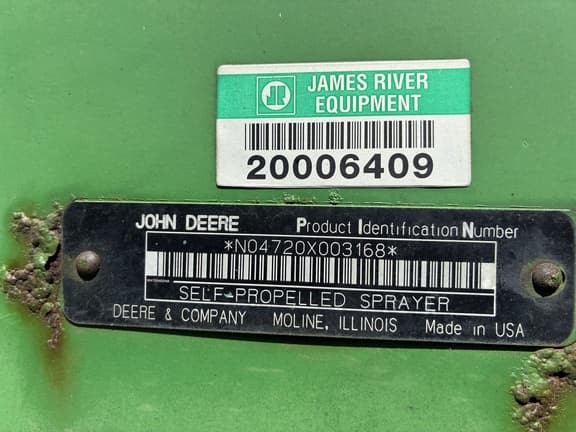 JAMES RIVER
EQUIPMENT
20006409
JOHN DEERE Product Identification Number
*N04720X003168*
SELF-PROPELLED SPRAYER
DEERE & COMPANY MOLINE, ILLINOIS Made in USA